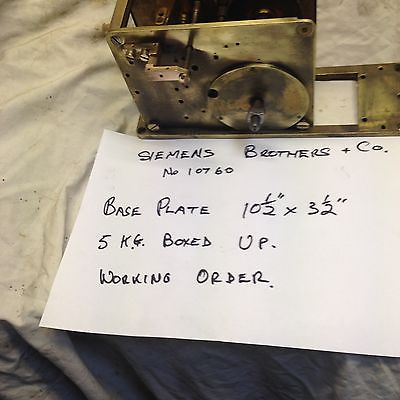 SIEMENS BROTHERS + Co.
No 10760
BASE PLATE 10½" x 3½"
5 KG. BOXED UP.
WORKING ORDER.